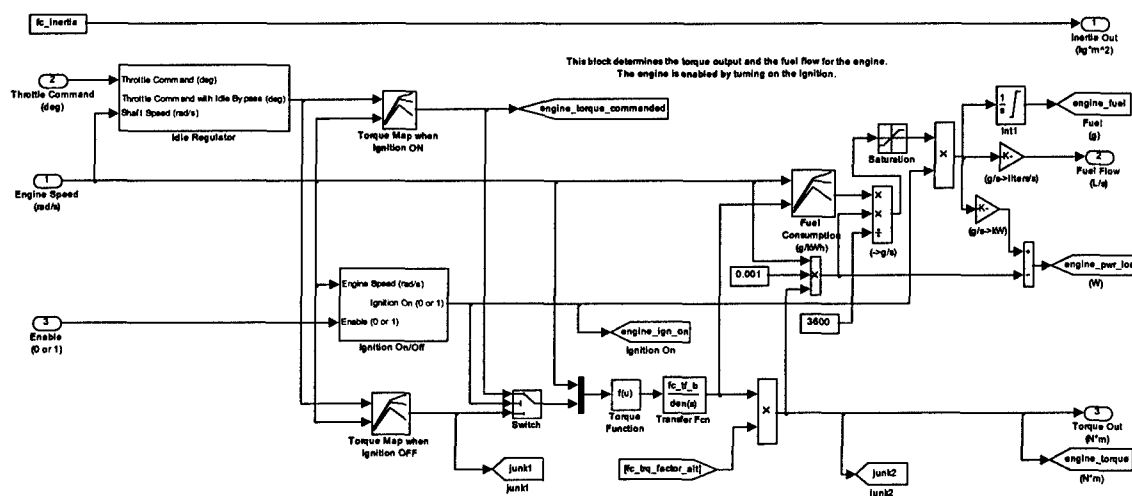 fc_inertia
1
Inertia Out
(kg*m^2)
This block determines the torque output and the fuel flow for the engine.
The engine is enabled by turning on the ignition.
2
Throttle Command
(deg)
Throttle Command (deg)
Throttle Command with Idle Bypass (deg)
Shaft Speed (rad/s)
Idle Regulator
Torque Map when
Ignition ON
engine_torque_commanded
Saturation
×
1
s
Int1
engine_fuel
Fuel
(g)
K-
(g/s->liters/s)
2
Fuel Flow
(L/s)
1
Engine Speed
(rad/s)
Fuel
Consumption
(g/kWh)
×
×
÷
(->g/s)
K-
(g/s->kW)
+
-
engine_pwr_los
(W)
0.001
×
3600
Engine Speed (rad/s)
Ignition On (0 or 1)
Enable (0 or 1)
Ignition On/Off
3
Enable
(0 or 1)
engine_ign_on
Ignition On
Torque Map when
Ignition OFF
Switch
f(u)
Torque
Function
fc_tf_b
den(s)
Transfer Fcn
×
[fc_trq_factor_alt]
junk1
junk1
junk2
junk2
3
Torque Out
(N*m)
engine_torque
(N*m)